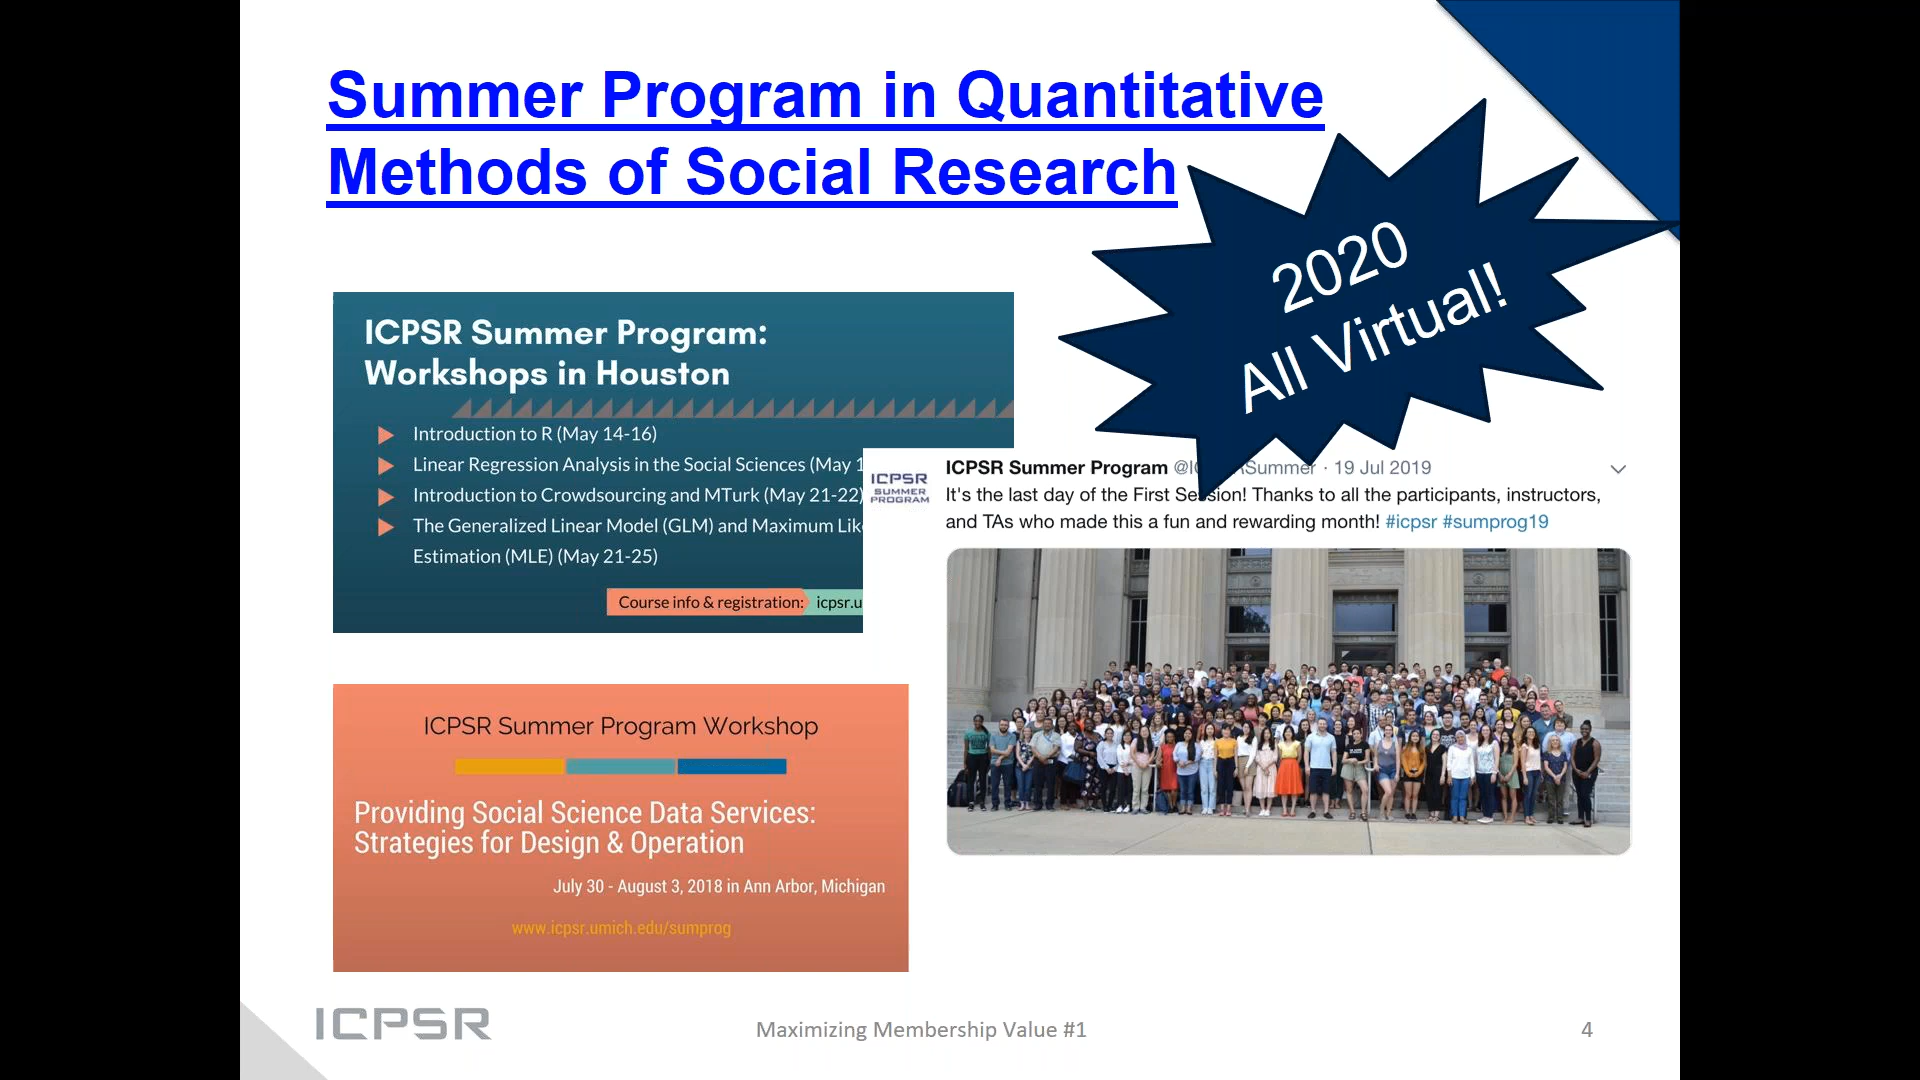 Summer Program in Quantitative
Methods of Social Research
2020
All Virtual!
ICPSR Summer Program:
Workshops in Houston
Introduction to R (May 14-16)
Linear Regression Analysis in the Social Sciences (May 1
Introduction to Crowdsourcing and MTurk (May 21-22)
The Generalized Linear Model (GLM) and Maximum Lik
Estimation (MLE) (May 21-25)
Course info & registration: icpsr.u
ICPSR
SUMMER
PROGRAM
ICPSR Summer Program Summer · 19 Jul 2019
It's the last day of the First Session! Thanks to all the participants, instructors,
and TAs who made this a fun and rewarding month! #icpsr #sumprog19
ICPSR Summer Program Workshop
Providing Social Science Data Services:
Strategies for Design & Operation
July 30 - August 3, 2018 in Ann Arbor, Michigan
www.icpsr.umich.edu/sumprog
ICPSR
Maximizing Membership Value #1
4